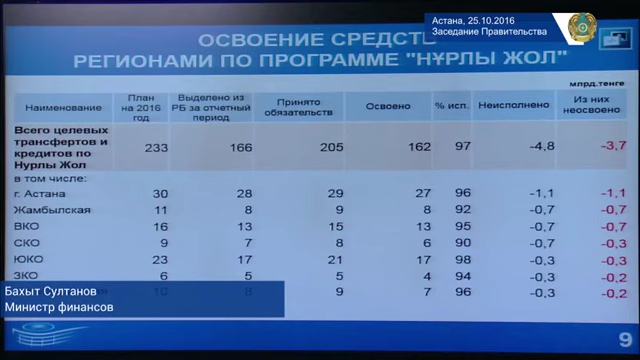 Астана, 25.10.2016
Заседание Правительства
ОСВОЕНИЕ СРЕДСТВ
РЕГИОНАМИ ПО ПРОГРАММЕ "НҰРЛЫ ЖОЛ"
млрд.тенге
Наименование План на 2016 год Выделено из РБ за отчетный период Принято обязательств Освоено % исп. Неисполнено Из них неосвоено
Всего целевых трансфертов и кредитов по Нурлы Жол 233 166 205 162 97 -4,8 -3,7
в том числе:
г. Астана 30 28 29 27 96 -1,1 -1,1
Жамбылская 11 8 9 8 92 -0,7 -0,7
ВКО 16 13 15 13 95 -0,7 -0,7
СКО 9 7 8 6 90 -0,7 -0,3
ЮКО 23 17 21 17 98 -0,3 -0,3
ЗКО 6 5 5 4 94 -0,3 -0,2
10 8 9 7 96 -0,3 -0,2
Бахыт Султанов
Министр финансов
9